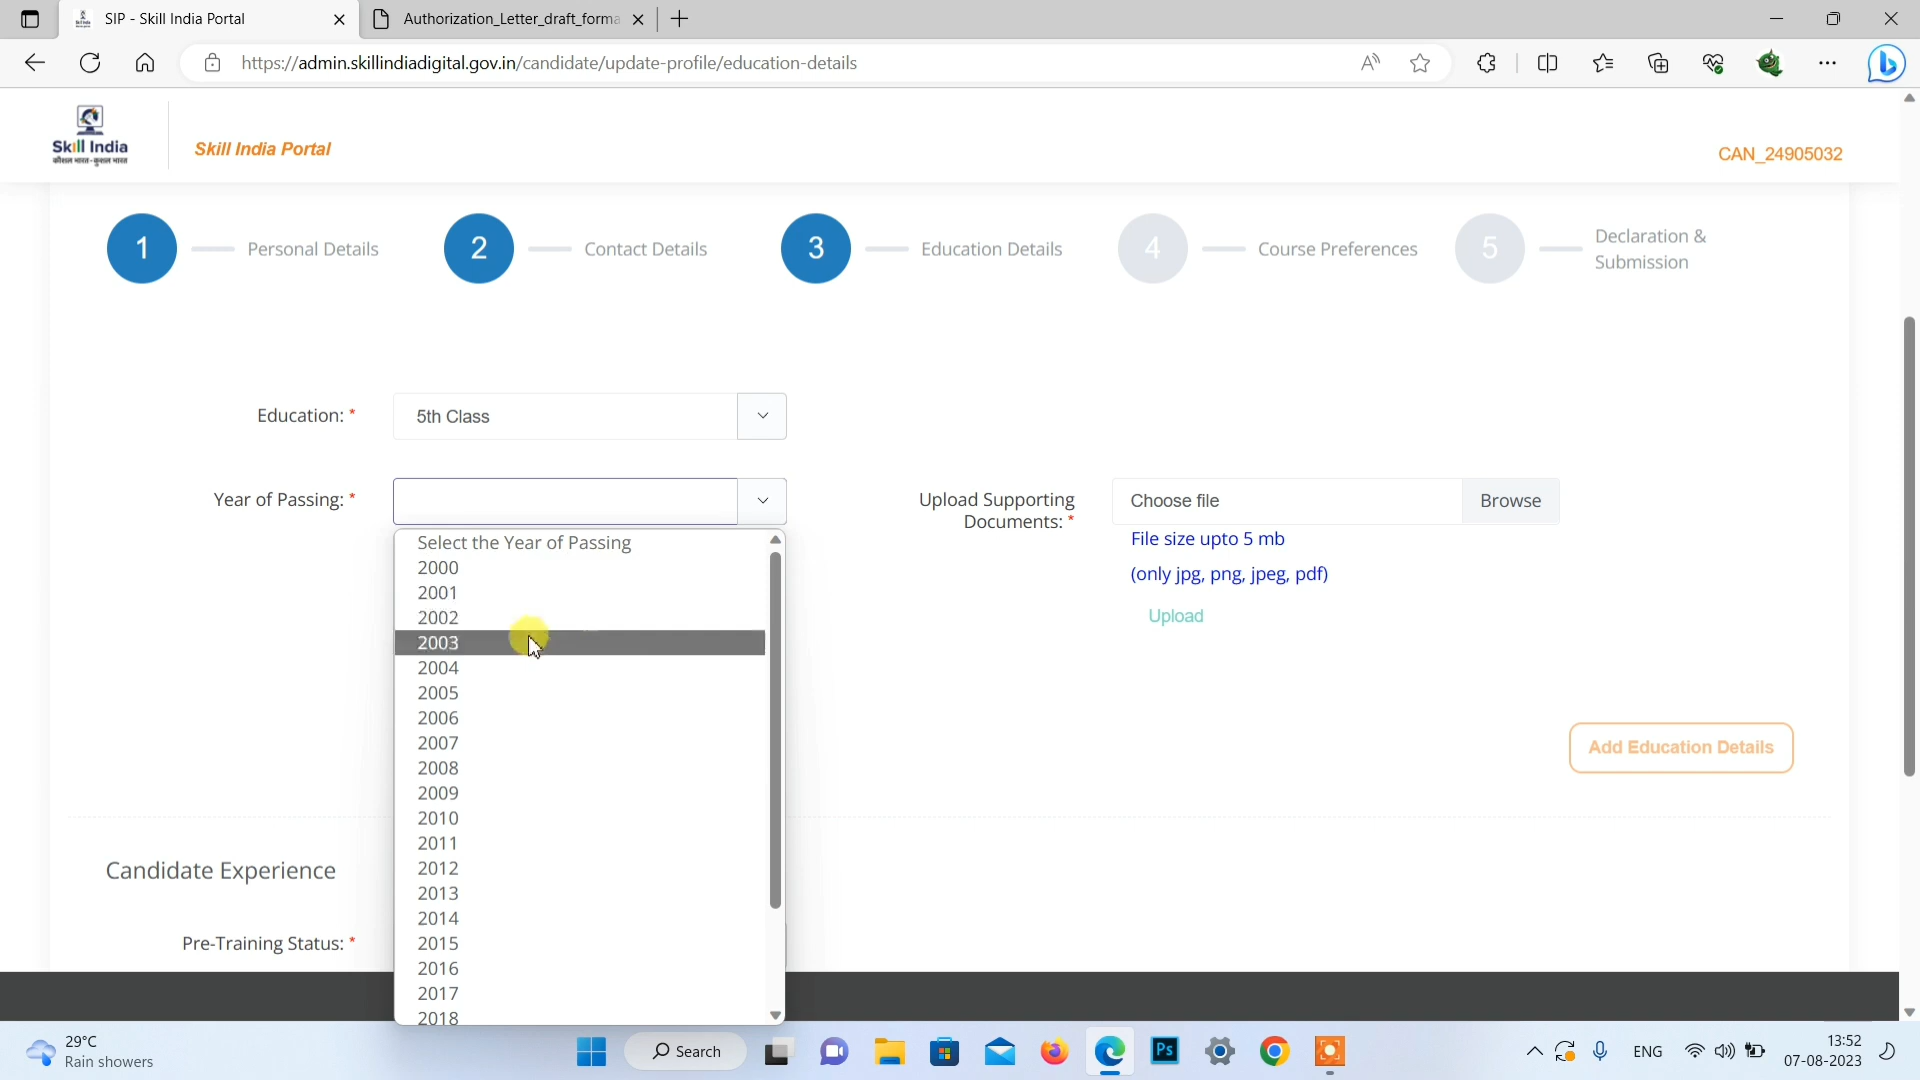 SIP - Skill India Portal
Authorization_Letter_draft_forma
https://admin.skillindiadigital.gov.in/candidate/update-profile/education-details
Skill India
कौशल भारत-कुशल भारत
Skill India Portal
CAN_24905032
1
Personal Details
2
Contact Details
3
Education Details
4
Course Preferences
5
Declaration &
Submission
Education: *
5th Class
Year of Passing: *
Upload Supporting
Documents: *
Choose file
Browse
File size upto 5 mb
(only jpg, png, jpeg, pdf)
Upload
Select the Year of Passing
2000
2001
2002
2003
2004
2005
2006
2007
2008
2009
2010
2011
2012
2013
2014
2015
2016
2017
2018
Add Education Details
Candidate Experience
Pre-Training Status: *
29°C
Rain showers
Search
Ps
ENG
13:52
07-08-2023